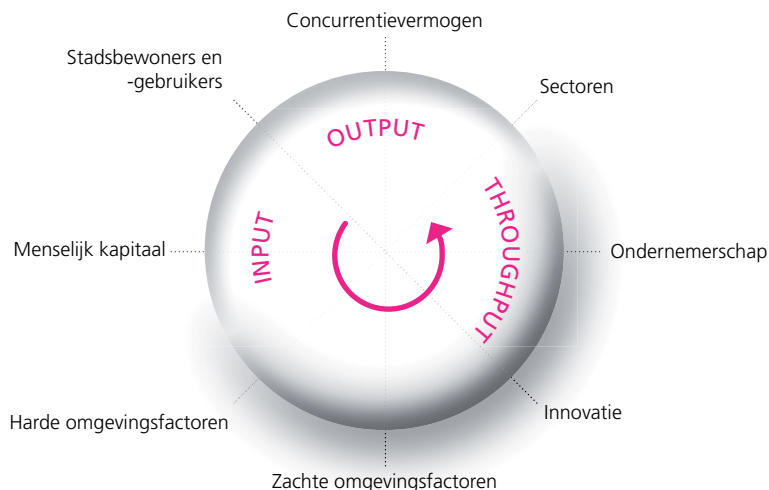 Concurrentievermogen
Stadsbewoners en
-gebruikers
Sectoren
OUTPUT
THROUGHPUT
INPUT
Menselijk kapitaal
Ondernemerschap
Harde omgevingsfactoren
Innovatie
Zachte omgevingsfactoren